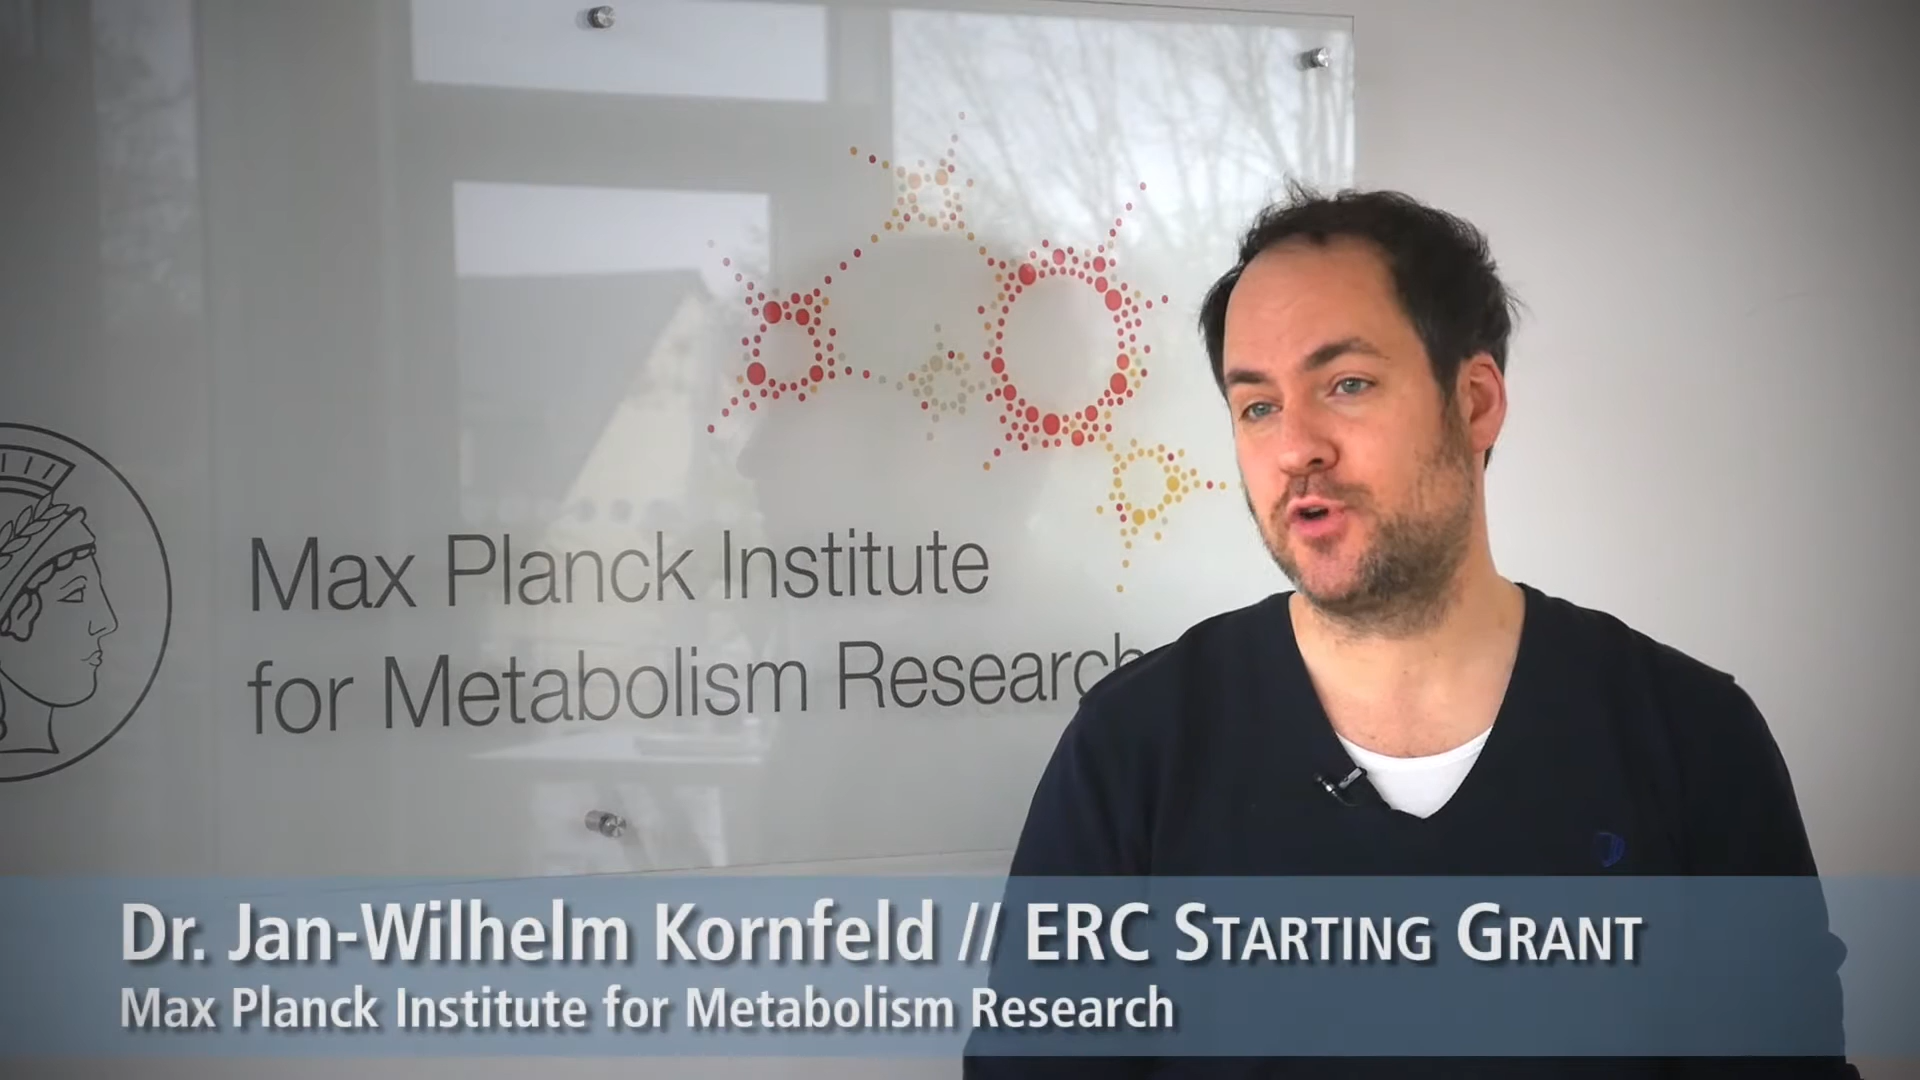 Max Planck Institute
for Metabolism Research
Dr. Jan-Wilhelm Kornfeld // ERC STARTING GRANT
Max Planck Institute for Metabolism Research